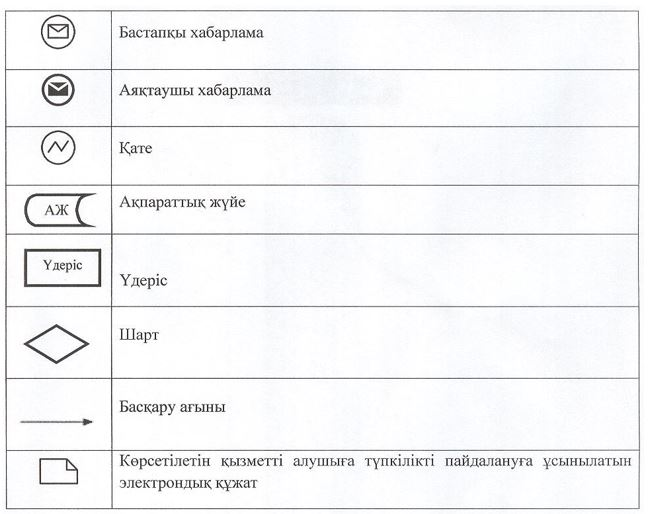 Бастапқы хабарлама
Аяқтаушы хабарлама
Қате
АЖ
Ақпараттық жүйе
Үдеріс
Үдеріс
Шарт
Басқару ағыны
Көрсетілетін қызметті алушыға түпкілікті пайдалануға ұсынылатын
электрондық құжат